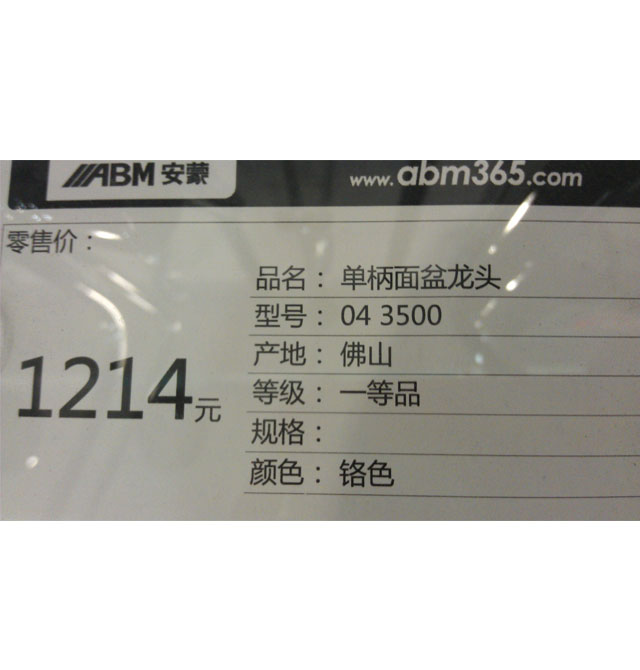 ABM 安蒙
www.abm365.com
零售价：
1214元
品名： 单柄面盆龙头
型号： 04 3500
产地： 佛山
等级： 一等品
规格：
颜色： 铬色